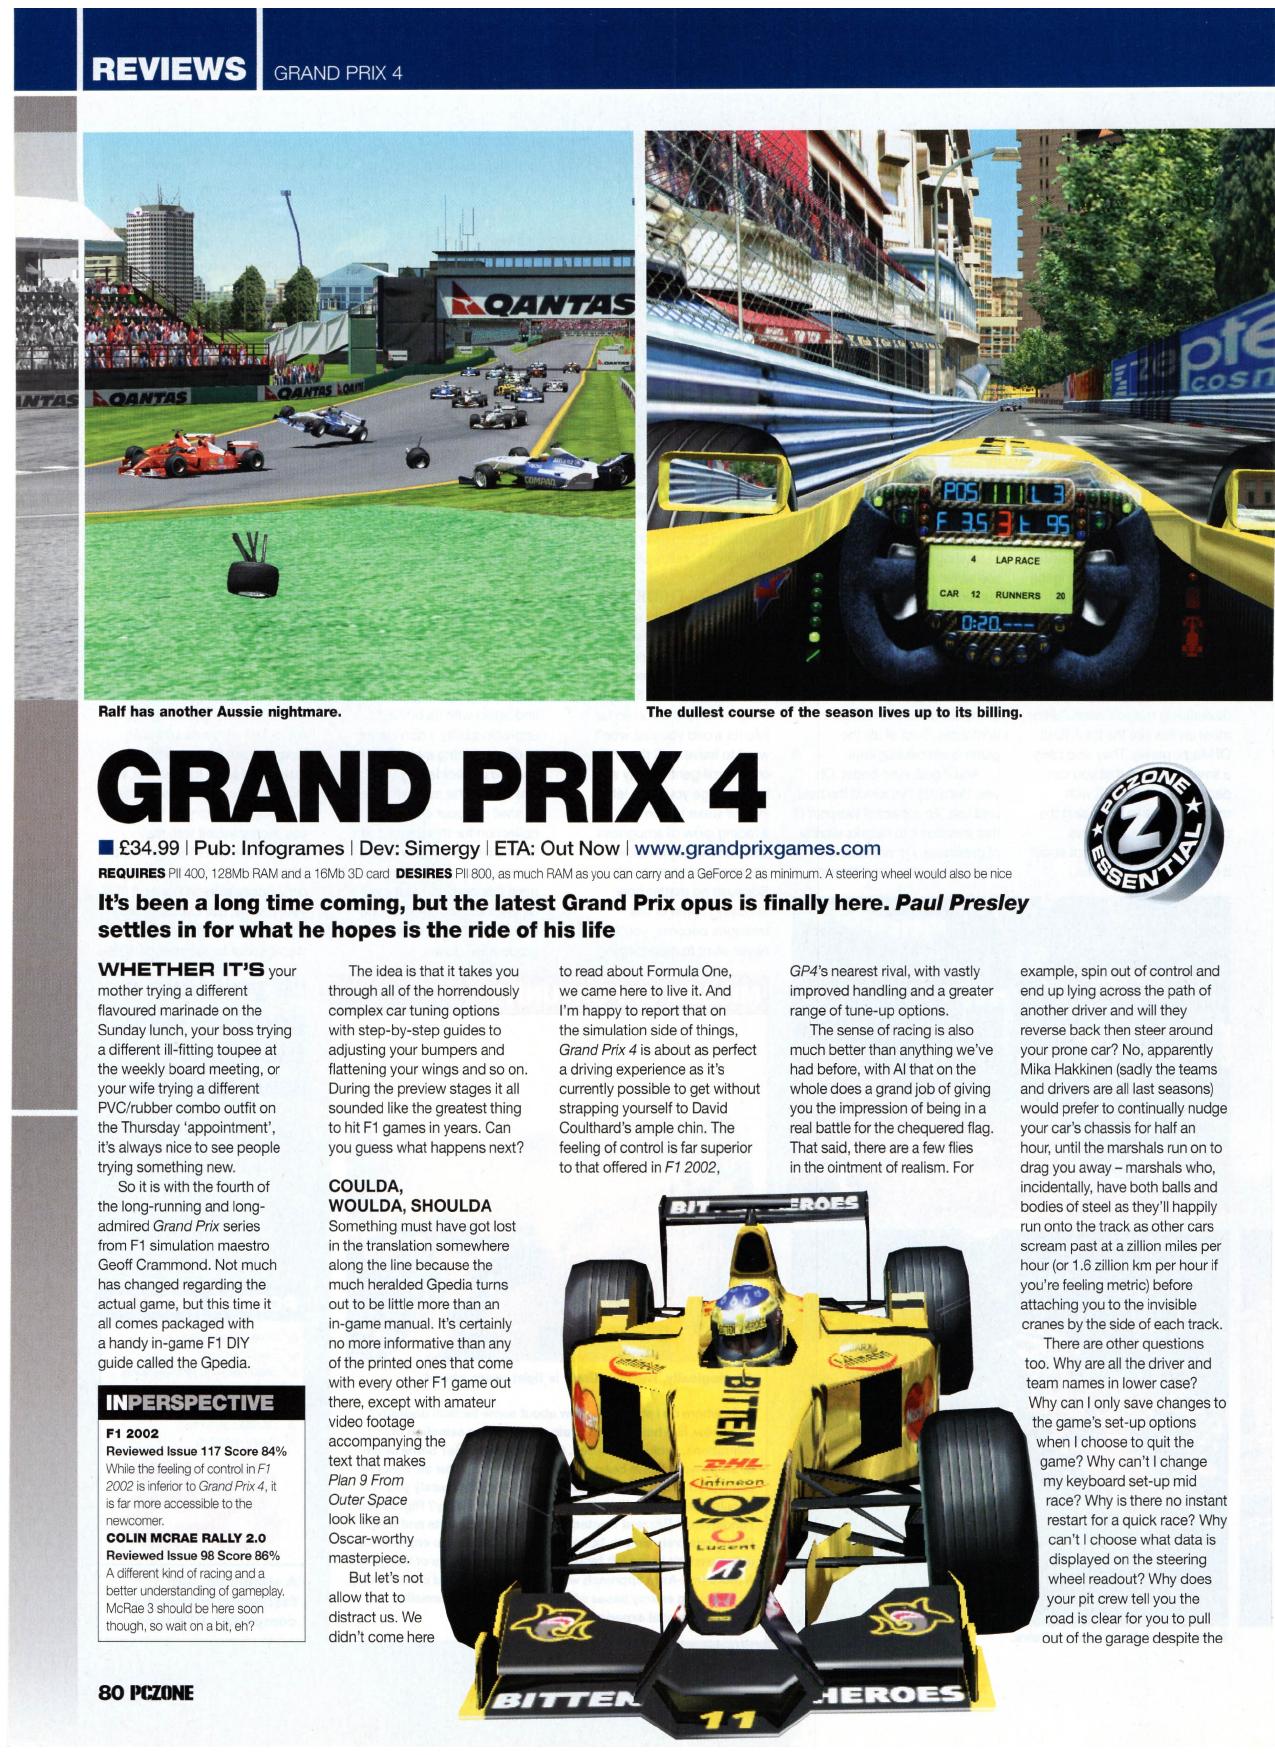 REVIEWS
GRAND PRIX 4
QANTAS
QANTAS
QANTAS
COMPAQ
POS 111 L 3
F 3.5 3 t 95
4 LAP RACE
CAR 12 RUNNERS 20
0:20.---
Ralf has another Aussie nightmare.
The dullest course of the season lives up to its billing.
GRAND PRIX 4
£34.99 | Pub: Infogrames | Dev: Simergy | ETA: Out Now | www.grandprixgames.com
REQUIRES PII 400, 128Mb RAM and a 16Mb 3D card DESIRES PII 800, as much RAM as you can carry and a GeForce 2 as minimum. A steering wheel would also be nice
PCZONE
Z
ESSENTIAL
It's been a long time coming, but the latest Grand Prix opus is finally here. Paul Presley
settles in for what he hopes is the ride of his life
WHETHER IT'S your
mother trying a different
flavoured marinade on the
Sunday lunch, your boss trying
a different ill-fitting toupee at
the weekly board meeting, or
your wife trying a different
PVC/rubber combo outfit on
the Thursday 'appointment',
it's always nice to see people
trying something new.
So it is with the fourth of
the long-running and long-
admired Grand Prix series
from F1 simulation maestro
Geoff Crammond. Not much
has changed regarding the
actual game, but this time it
all comes packaged with
a handy in-game F1 DIY
guide called the Gpedia.
INPERSPECTIVE
F1 2002
Reviewed Issue 117 Score 84%
While the feeling of control in F1
2002 is inferior to Grand Prix 4, it
is far more accessible to the
newcomer.
COLIN MCRAE RALLY 2.0
Reviewed Issue 98 Score 86%
A different kind of racing and a
better understanding of gameplay.
McRae 3 should be here soon
though, so wait on a bit, eh?
The idea is that it takes you
through all of the horrendously
complex car tuning options
with step-by-step guides to
adjusting your bumpers and
flattening your wings and so on.
During the preview stages it all
sounded like the greatest thing
to hit F1 games in years. Can
you guess what happens next?
COULDA,
WOULDA, SHOULDA
Something must have got lost
in the translation somewhere
along the line because the
much heralded Gpedia turns
out to be little more than an
in-game manual. It's certainly
no more informative than any
of the printed ones that come
with every other F1 game out
there, except with amateur
video footage
accompanying the
text that makes
Plan 9 From
Outer Space
look like an
Oscar-worthy
masterpiece.
But let's not
allow that to
distract us. We
didn't come here
to read about Formula One,
we came here to live it. And
I'm happy to report that on
the simulation side of things,
Grand Prix 4 is about as perfect
a driving experience as it's
currently possible to get without
strapping yourself to David
Coulthard's ample chin. The
feeling of control is far superior
to that offered in F1 2002,
GP4's nearest rival, with vastly
improved handling and a greater
range of tune-up options.
The sense of racing is also
much better than anything we've
had before, with AI that on the
whole does a grand job of giving
you the impression of being in a
real battle for the chequered flag.
That said, there are a few flies
in the ointment of realism. For
example, spin out of control and
end up lying across the path of
another driver and will they
reverse back then steer around
your prone car? No, apparently
Mika Hakkinen (sadly the teams
and drivers are all last seasons)
would prefer to continually nudge
your car's chassis for half an
hour, until the marshals run on to
drag you away – marshals who,
incidentally, have both balls and
bodies of steel as they'll happily
run onto the track as other cars
scream past at a zillion miles per
hour (or 1.6 zillion km per hour if
you're feeling metric) before
attaching you to the invisible
cranes by the side of each track.
There are other questions
too. Why are all the driver and
team names in lower case?
Why can I only save changes to
the game's set-up options
when I choose to quit the
game? Why can't I change
my keyboard set-up mid
race? Why is there no instant
restart for a quick race? Why
can't I choose what data is
displayed on the steering
wheel readout? Why does
your pit crew tell you the
road is clear for you to pull
out of the garage despite the
BIT EROES
BITTEN
DHL
Infineon
Lucent
BITTEN HEROES
11
80 PCZONE